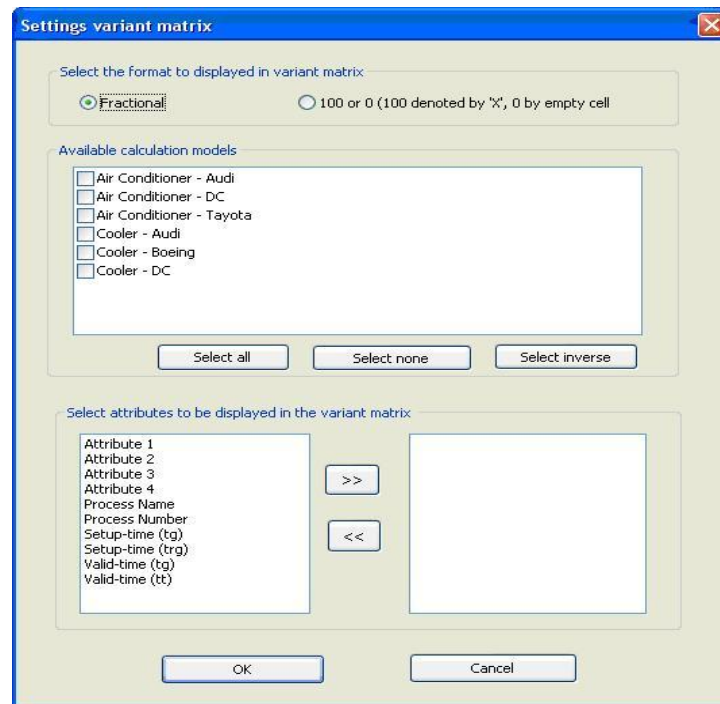 Settings variant matrix
Select the format to displayed in variant matrix
Fractional
100 or 0 (100 denoted by 'X', 0 by empty cell
Available calculation models
Air Conditioner - Audi
Air Conditioner - DC
Air Conditioner - Tayota
Cooler - Audi
Cooler - Boeing
Cooler - DC
Select all
Select none
Select inverse
Select attributes to be displayed in the variant matrix
Attribute 1
Attribute 2
Attribute 3
Attribute 4
Process Name
Process Number
Setup-time (tg)
Setup-time (trg)
Valid-time (tg)
Valid-time (tt)
>>
<<
OK
Cancel